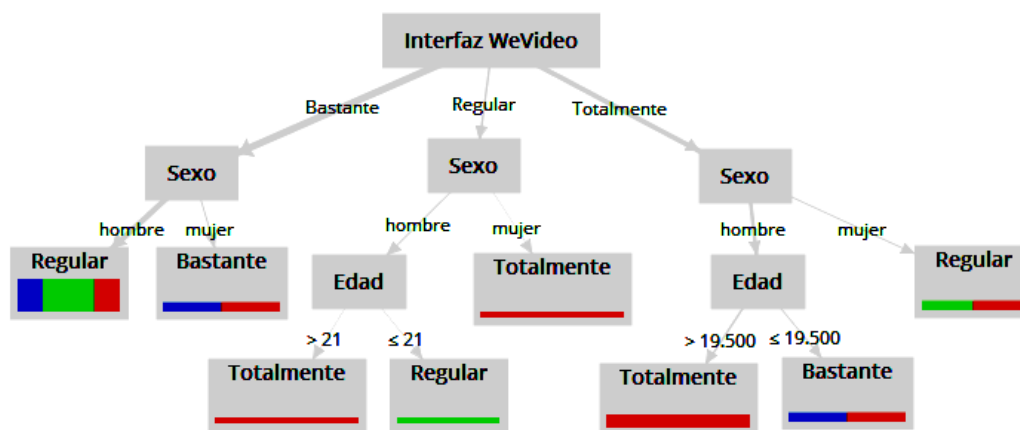 Interfaz WeVideo
Bastante
Regular
Totalmente
Sexo
Sexo
Sexo
hombre
mujer
hombre
mujer
hombre
mujer
Regular
Bastante
Edad
Totalmente
Edad
Regular
> 21
≤ 21
> 19.500
≤ 19.500
Totalmente
Regular
Totalmente
Bastante